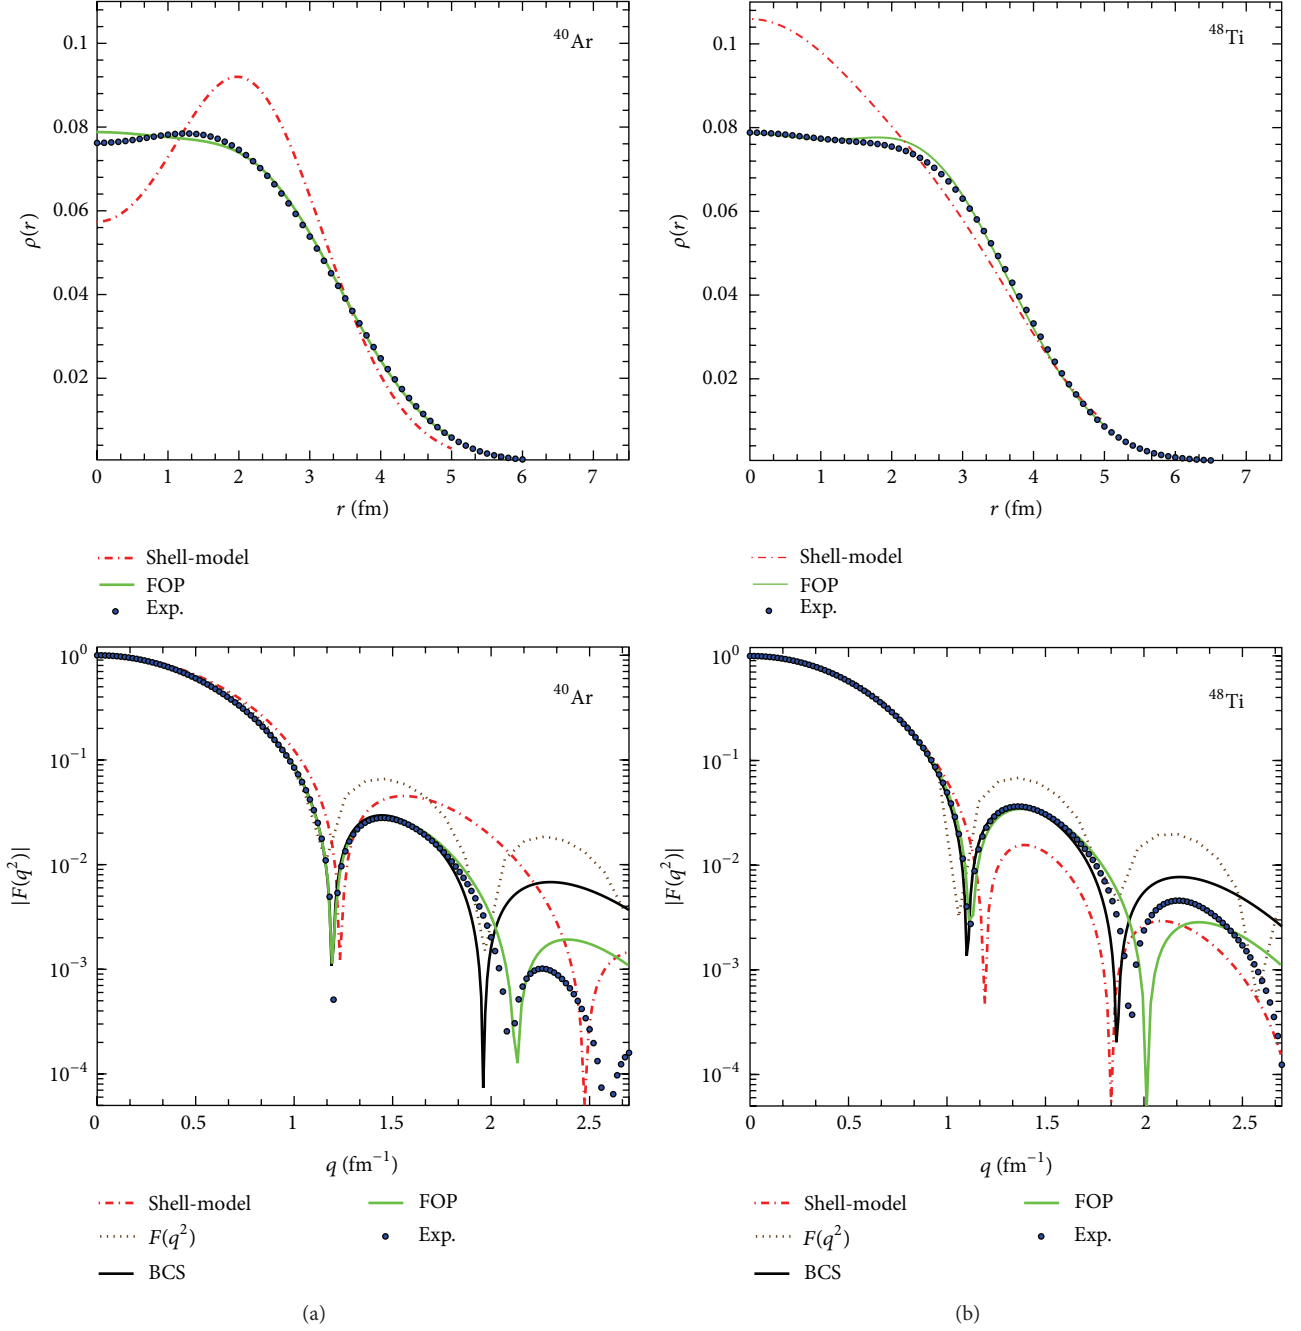 0.1
0.08
0.06
0.04
0.02
ρ(r)
⁴⁰Ar
0 1 2 3 4 5 6 7
r (fm)
Shell-model
FOP
Exp.
0.1
0.08
0.06
0.04
0.02
ρ(r)
⁴⁸Ti
0 1 2 3 4 5 6 7
r (fm)
Shell-model
FOP
Exp.
10⁰
10⁻¹
10⁻²
10⁻³
10⁻⁴
|F(q²)|
⁴⁰Ar
0 0.5 1 1.5 2 2.5
q (fm⁻¹)
Shell-model
F(q²)
BCS
FOP
Exp.
(a)
10⁰
10⁻¹
10⁻²
10⁻³
10⁻⁴
|F(q²)|
⁴⁸Ti
0 0.5 1 1.5 2 2.5
q (fm⁻¹)
Shell-model
F(q²)
BCS
FOP
Exp.
(b)